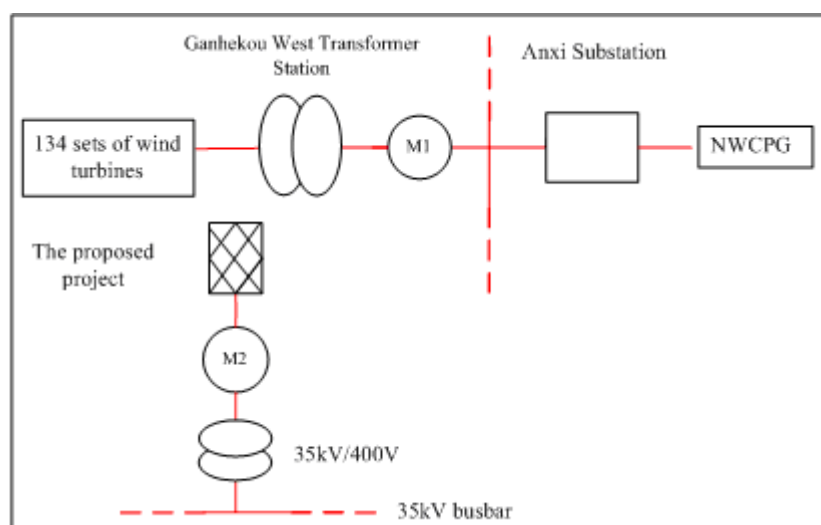 Ganhekou West Transformer
Station
Anxi Substation
134 sets of wind
turbines
M1
NWCPG
The proposed
project
M2
35kV/400V
35kV busbar